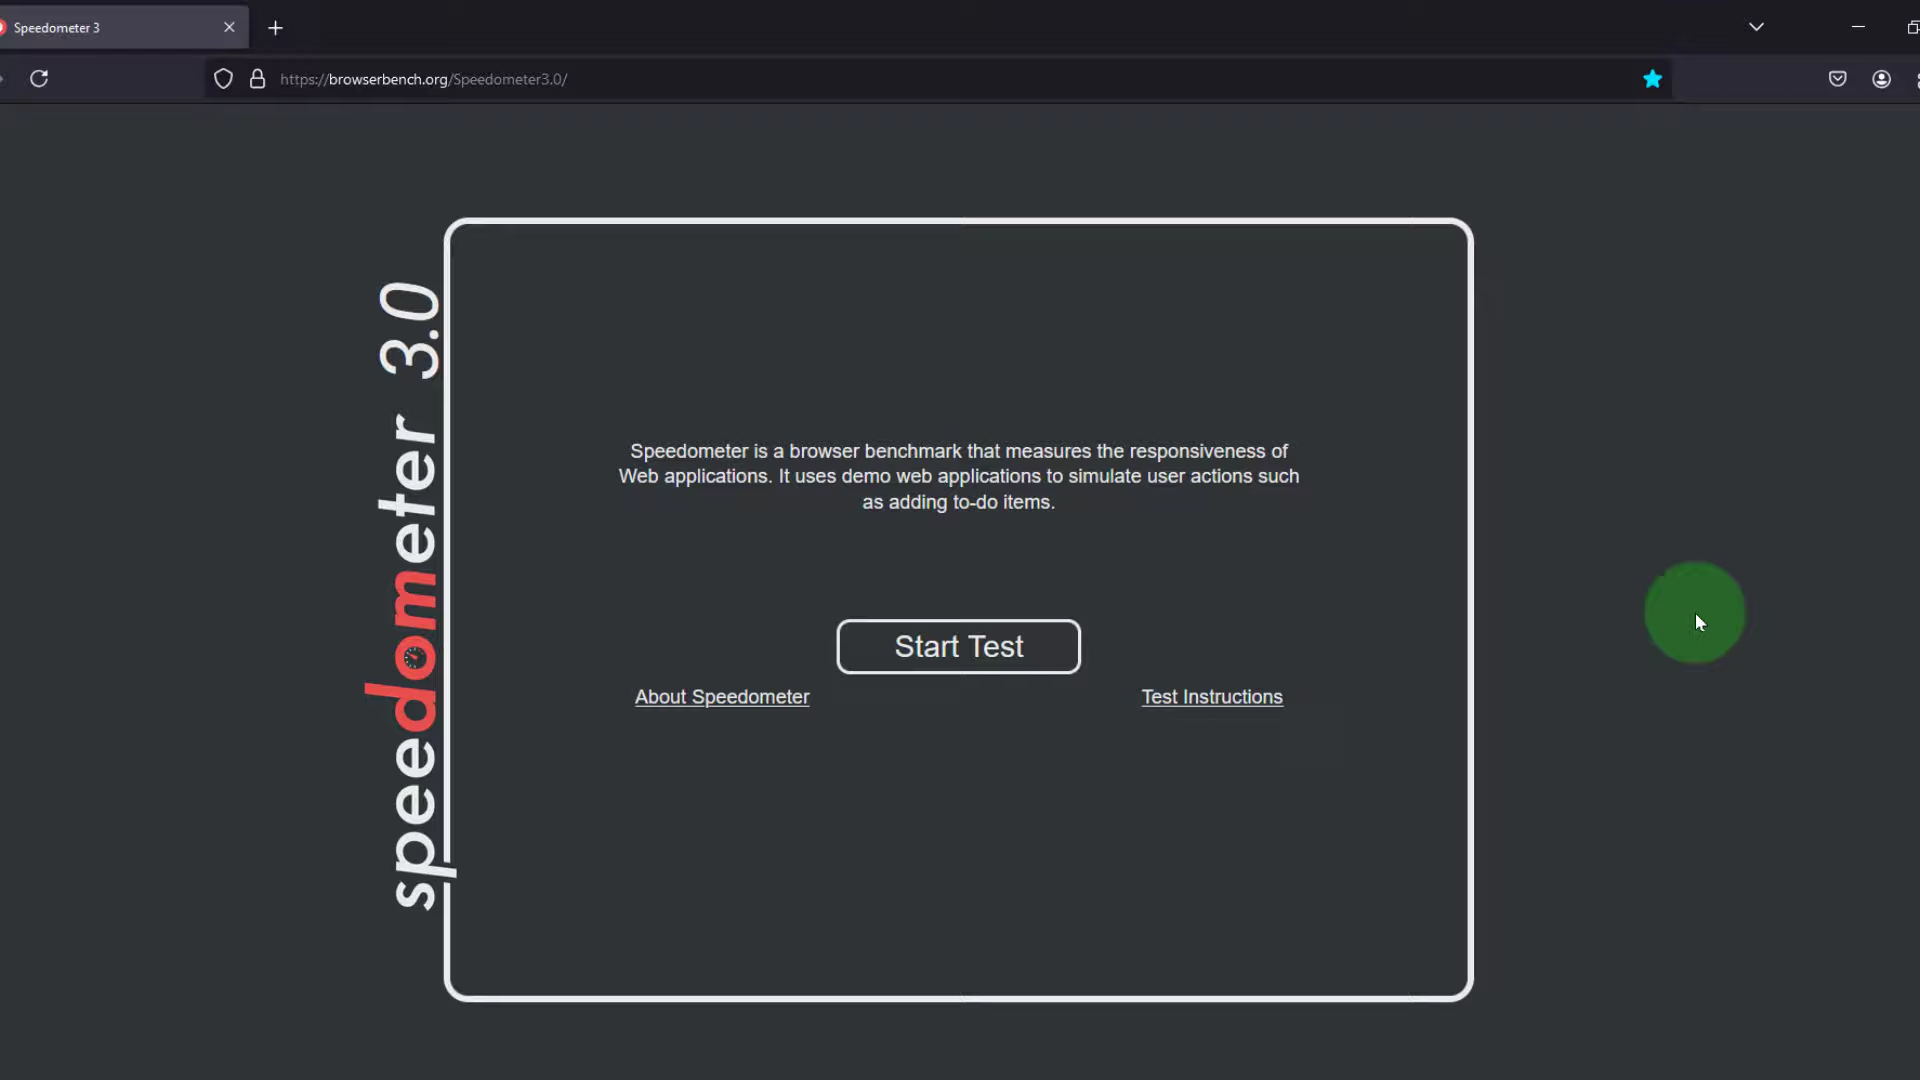 Speedometer 3
https://browserbench.org/Speedometer3.0/
speedometer 3.0
Speedometer is a browser benchmark that measures the responsiveness of
Web applications. It uses demo web applications to simulate user actions such
as adding to-do items.
Start Test
About Speedometer
Test Instructions